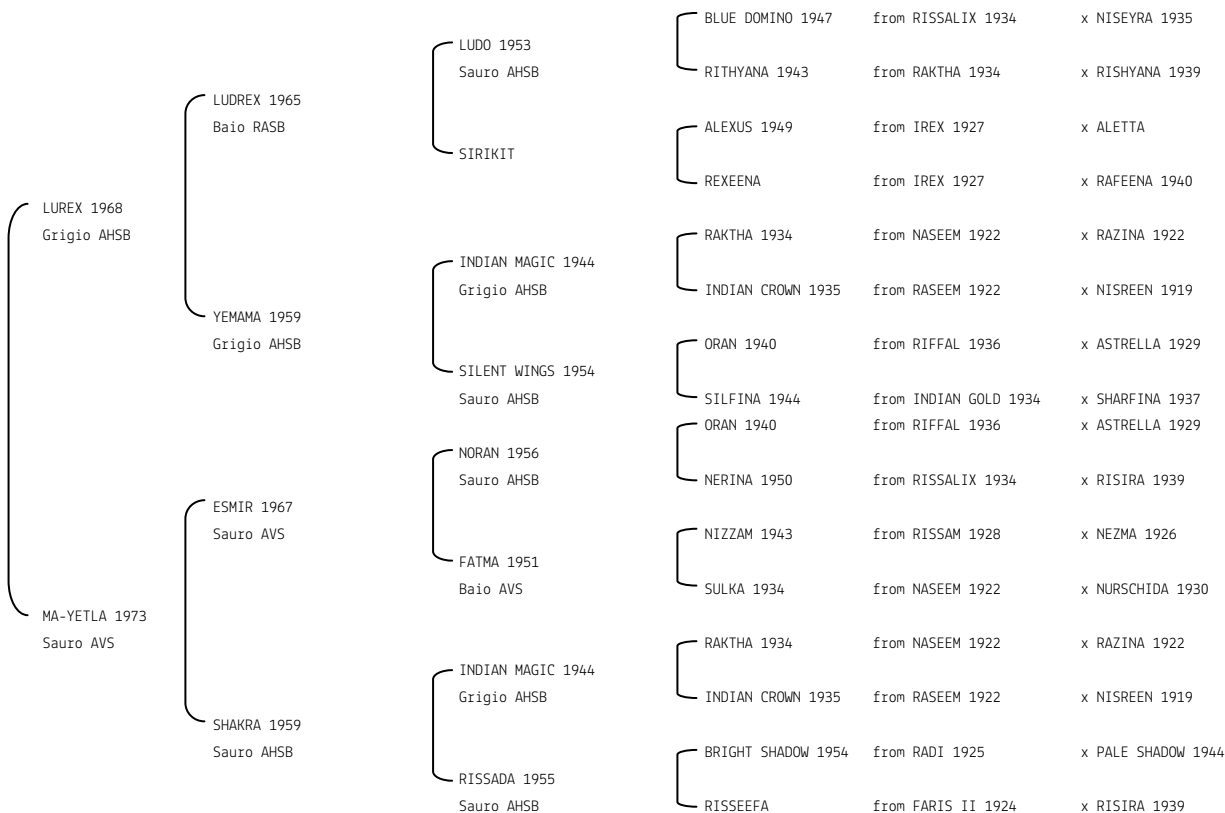 BLUE DOMINO 1947 from RISSALIX 1934 x NISEYRA 1935
LUDO 1953
Sauro AHSB
RITHYANA 1943 from RAKTHA 1934 x RISHYANA 1939
LUDREX 1965
Baio RASB
ALEXUS 1949 from IREX 1927 x ALETTA
SIRIKIT
REXEENA from IREX 1927 x RAFEENA 1940
LUREX 1968
Grigio AHSB
RAKTHA 1934 from NASEEM 1922 x RAZINA 1922
INDIAN MAGIC 1944
Grigio AHSB
INDIAN CROWN 1935 from RASEEM 1922 x NISREEN 1919
YEMAMA 1959
Grigio AHSB
ORAN 1940 from RIFFAL 1936 x ASTRELLA 1929
SILENT WINGS 1954
Sauro AHSB
SILFINA 1944 from INDIAN GOLD 1934 x SHARFINA 1937
ORAN 1940 from RIFFAL 1936 x ASTRELLA 1929
NORAN 1956
Sauro AHSB
NERINA 1950 from RISSALIX 1934 x RISIRA 1939
ESMIR 1967
Sauro AVS
NIZZAM 1943 from RISSAM 1928 x NEZMA 1926
FATMA 1951
Baio AVS
SULKA 1934 from NASEEM 1922 x NURSCHIDA 1930
MA-YETLA 1973
Sauro AVS
RAKTHA 1934 from NASEEM 1922 x RAZINA 1922
INDIAN MAGIC 1944
Grigio AHSB
INDIAN CROWN 1935 from RASEEM 1922 x NISREEN 1919
SHAKRA 1959
Sauro AHSB
BRIGHT SHADOW 1954 from RADI 1925 x PALE SHADOW 1944
RISSADA 1955
Sauro AHSB
RISSEEFA from FARIS II 1924 x RISIRA 1939